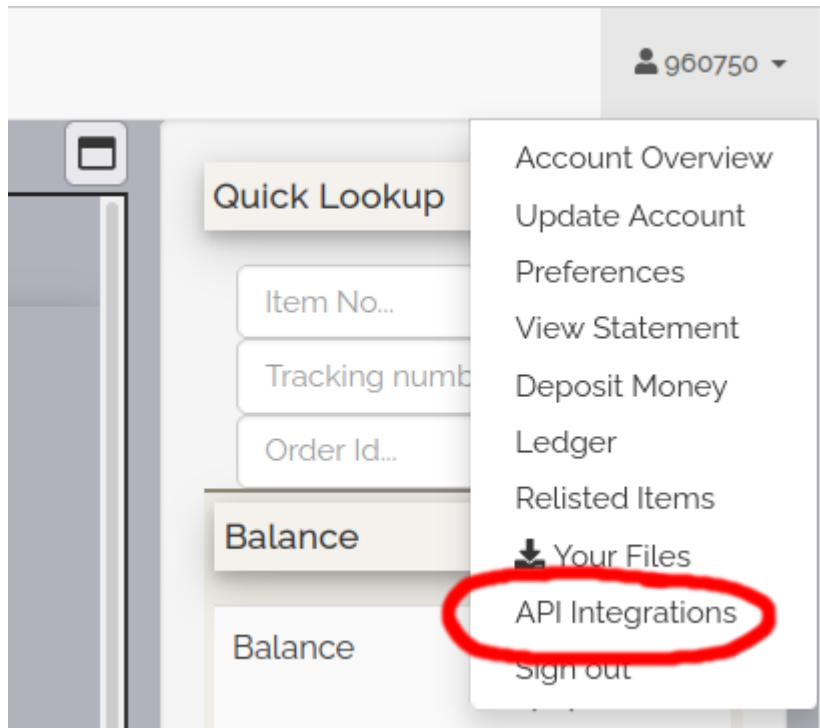 960750
Quick Lookup
Item No...
Tracking numb
Order Id...
Balance
Balance
Account Overview
Update Account
Preferences
View Statement
Deposit Money
Ledger
Relisted Items
Your Files
API Integrations
Sign out